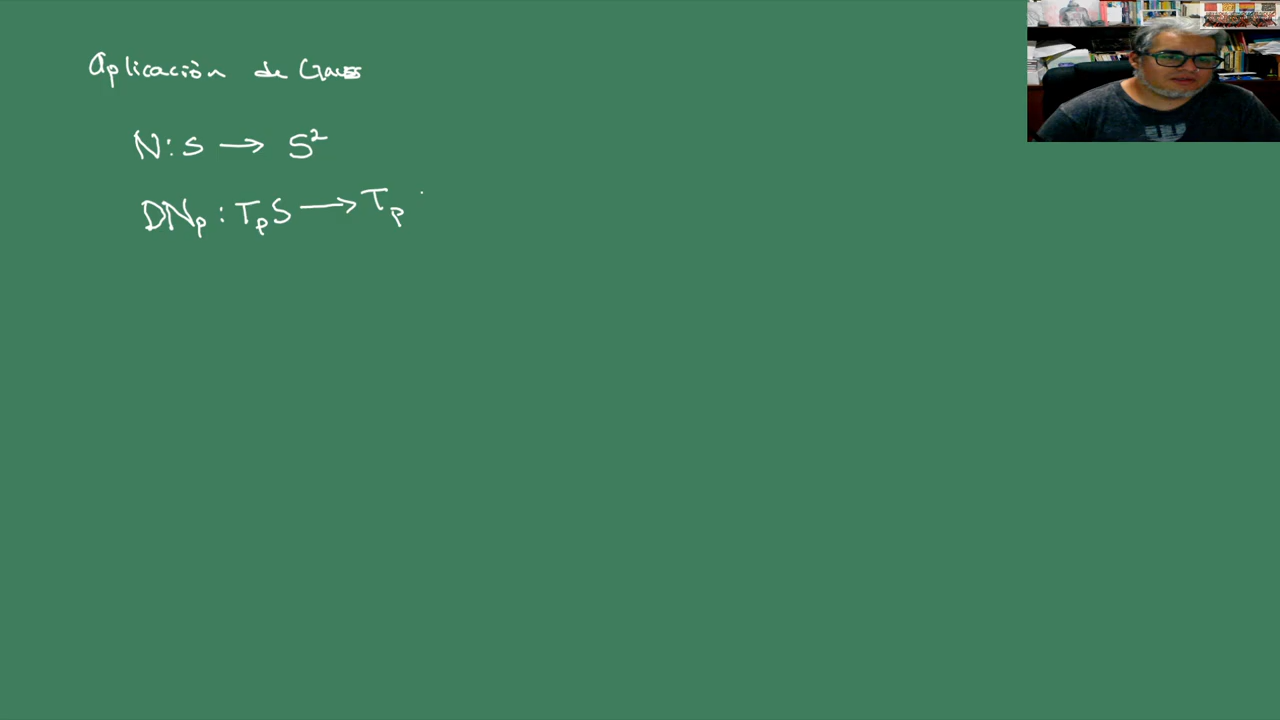 Aplicación de Gauss
N: S → S²
DNₚ : TₚS → Tₚ